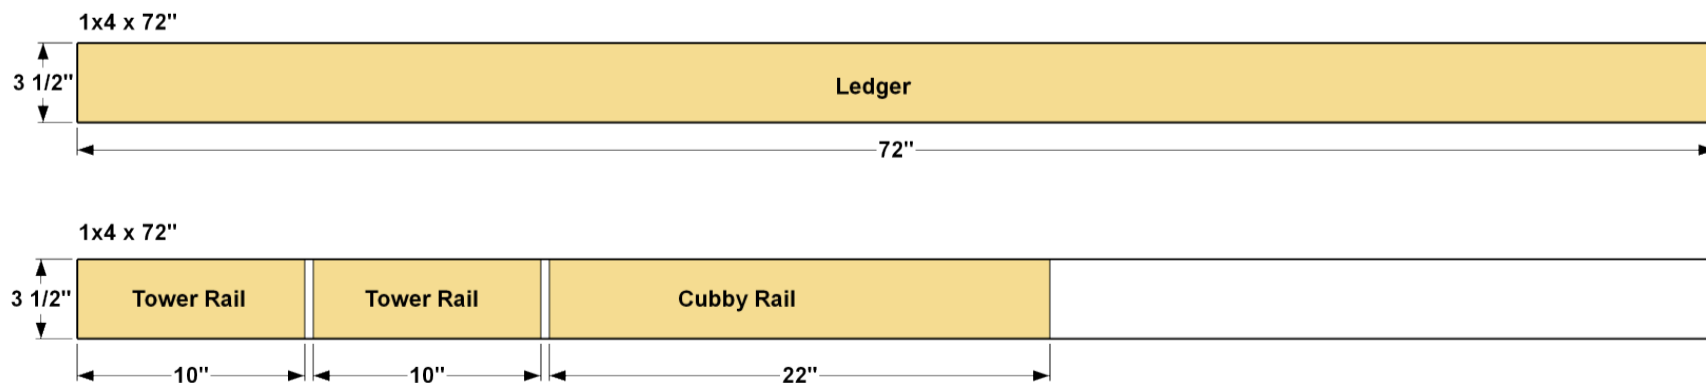 1x4 x 72"
3 1/2"
Ledger
72"
1x4 x 72"
3 1/2"
Tower Rail
Tower Rail
Cubby Rail
10"
10"
22"